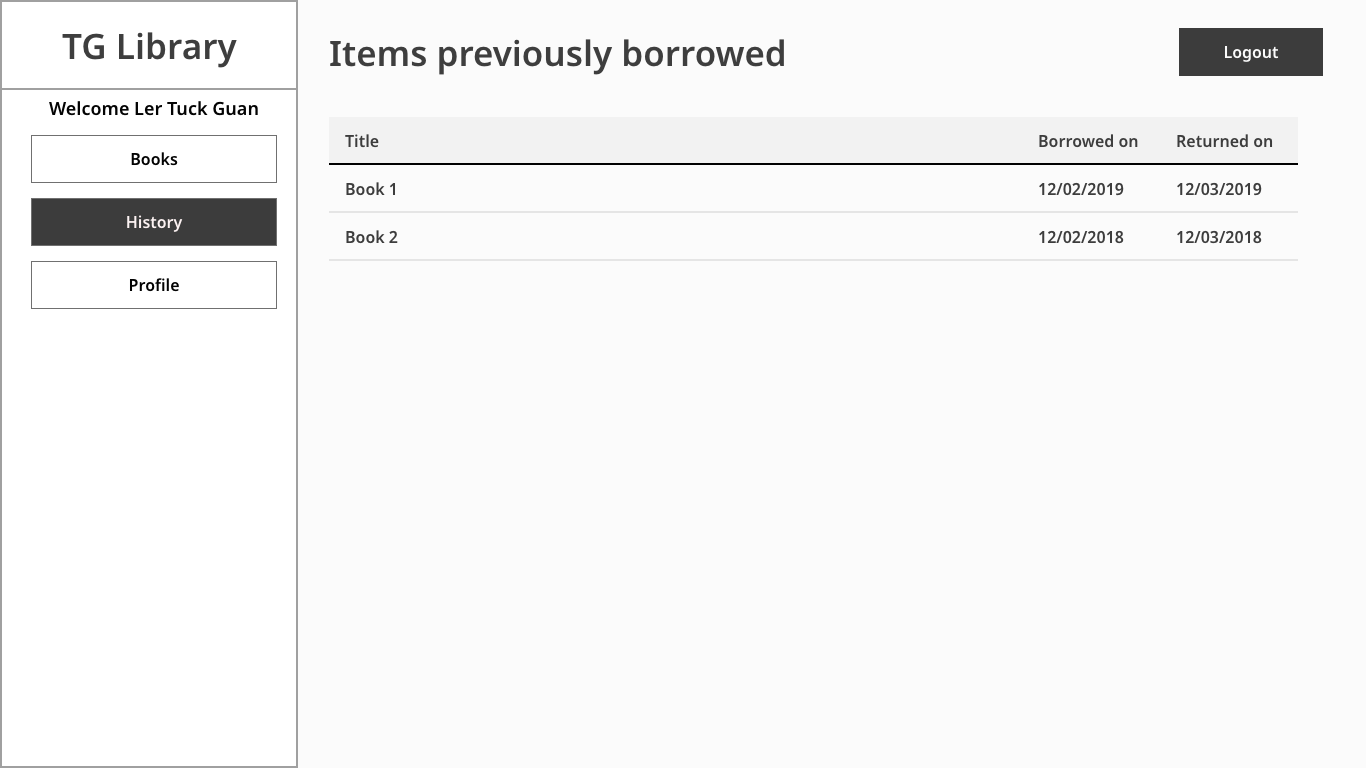 TG Library
Welcome Ler Tuck Guan
Books
History
Profile
Items previously borrowed
Logout
Title Borrowed on Returned on
Book 1 12/02/2019 12/03/2019
Book 2 12/02/2018 12/03/2018